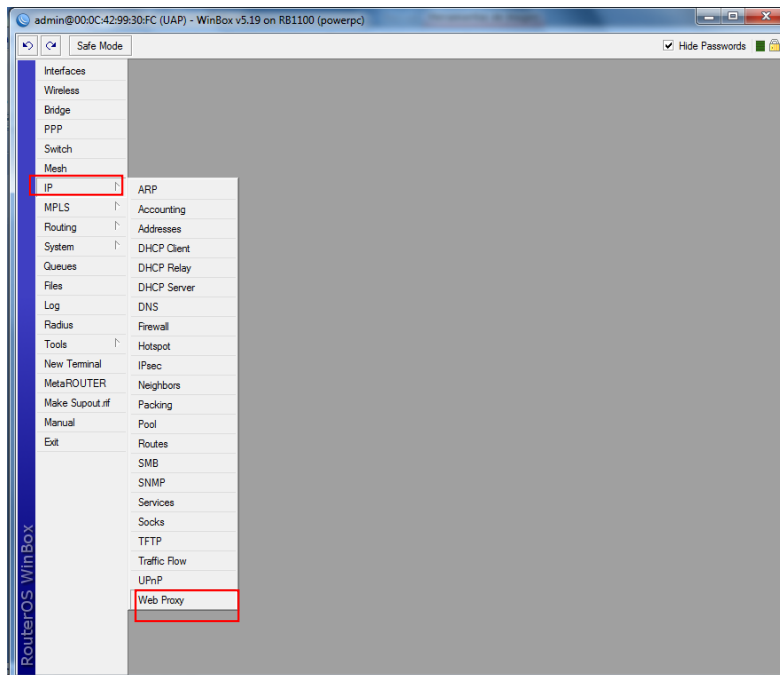 admin@00:0C:42:99:30:FC (UAP) - WinBox v5.19 on RB1100 (powerpc)
Safe Mode
Hide Passwords
Interfaces
Wireless
Bridge
PPP
Switch
Mesh
IP
MPLS
Routing
System
Queues
Files
Log
Radius
Tools
New Terminal
MetaROUTER
Make Supout.rif
Manual
Exit
ARP
Accounting
Addresses
DHCP Client
DHCP Relay
DHCP Server
DNS
Firewall
Hotspot
IPsec
Neighbors
Packing
Pool
Routes
SMB
SNMP
Services
Socks
TFTP
Traffic Flow
UPnP
Web Proxy
RouterOS WinBox